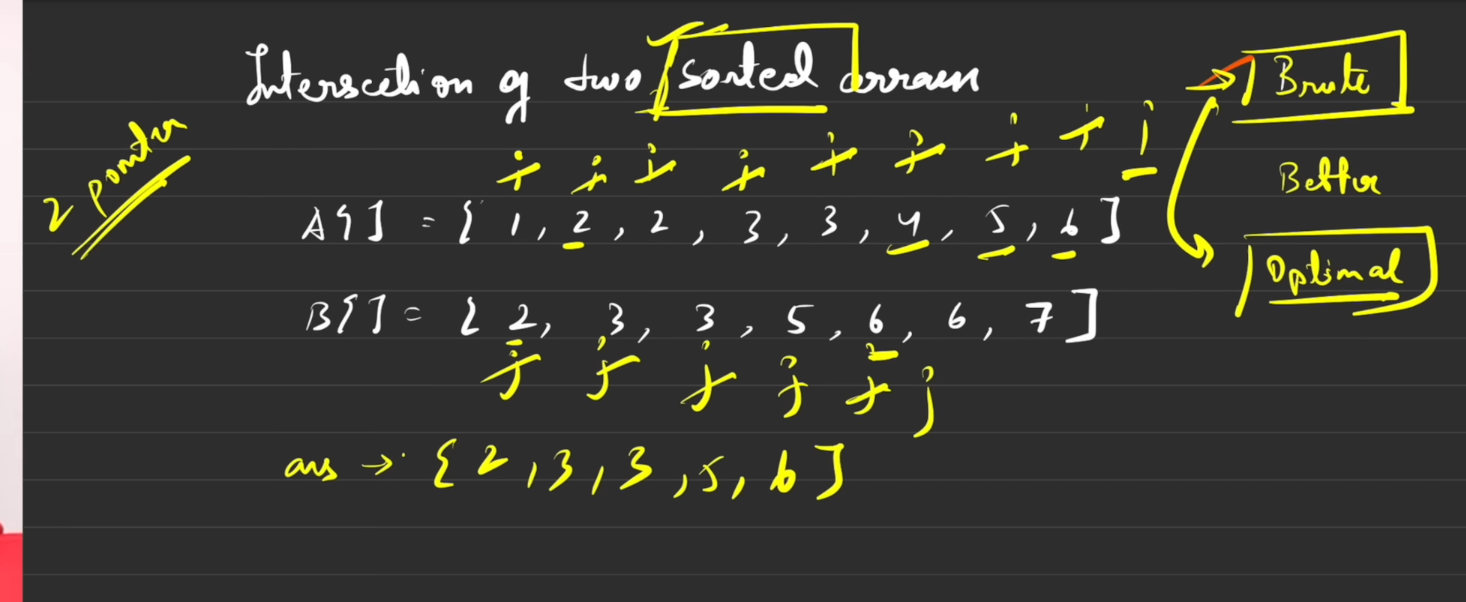 Intersection of two sorted arrays
Brute
2 pointer
Better
A[] = { 1, 2, 2, 3, 3, 4, 5, 6 ]
Optimal
B[] = { 2, 3, 3, 5, 6, 6, 7 ]
j j j j j j
ans → { 2, 3, 3, 5, 6 ]